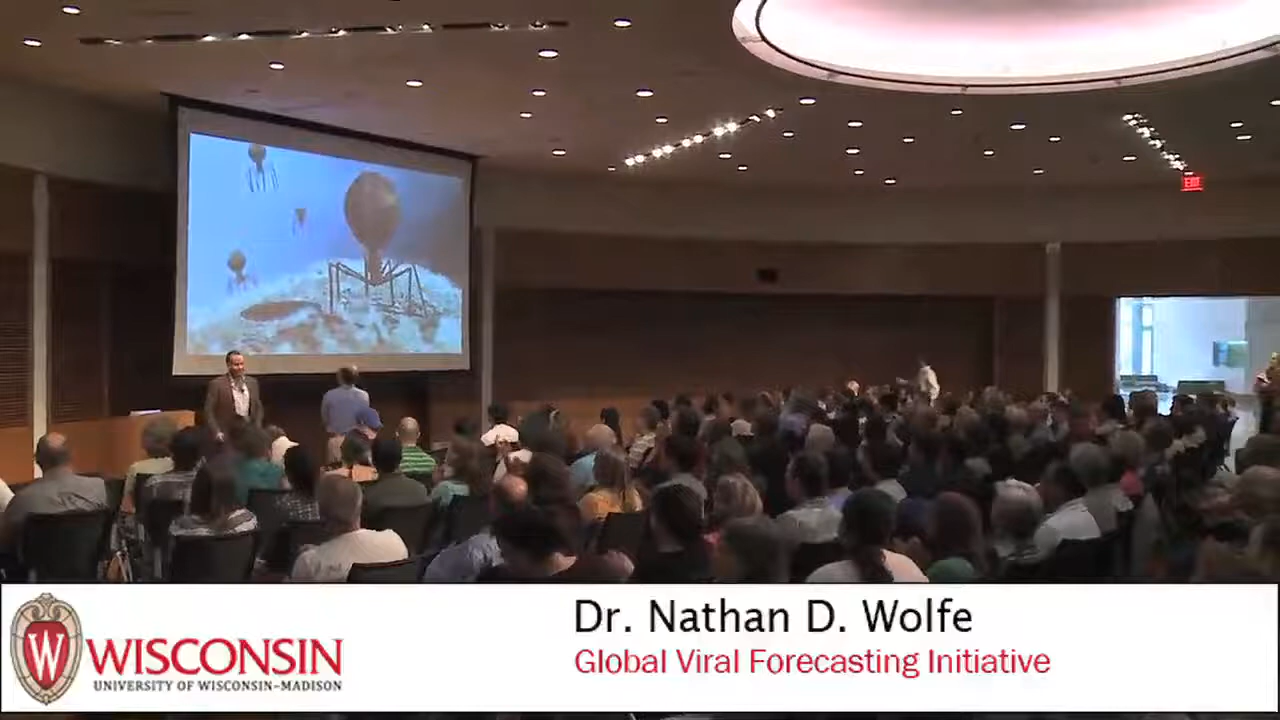 EXIT
Dr. Nathan D. Wolfe
Global Viral Forecasting Initiative
W
WISCONSIN
UNIVERSITY OF WISCONSIN–MADISON